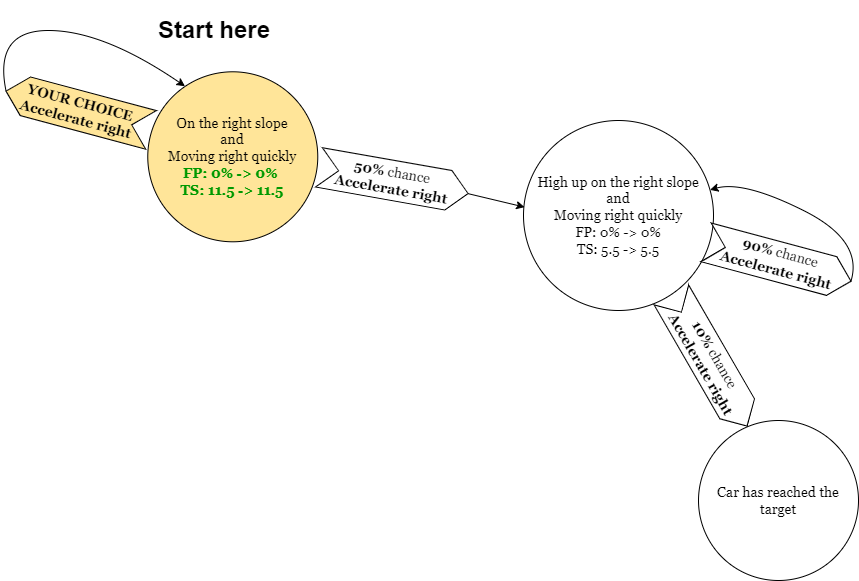 Start here
YOUR CHOICE
Accelerate right
On the right slope
and
Moving right quickly
FP: 0% -> 0%
TS: 11.5 -> 11.5
50% chance
Accelerate right
High up on the right slope
and
Moving right quickly
FP: 0% -> 0%
TS: 5.5 -> 5.5
90% chance
Accelerate right
10% chance
Accelerate right
Car has reached the
target